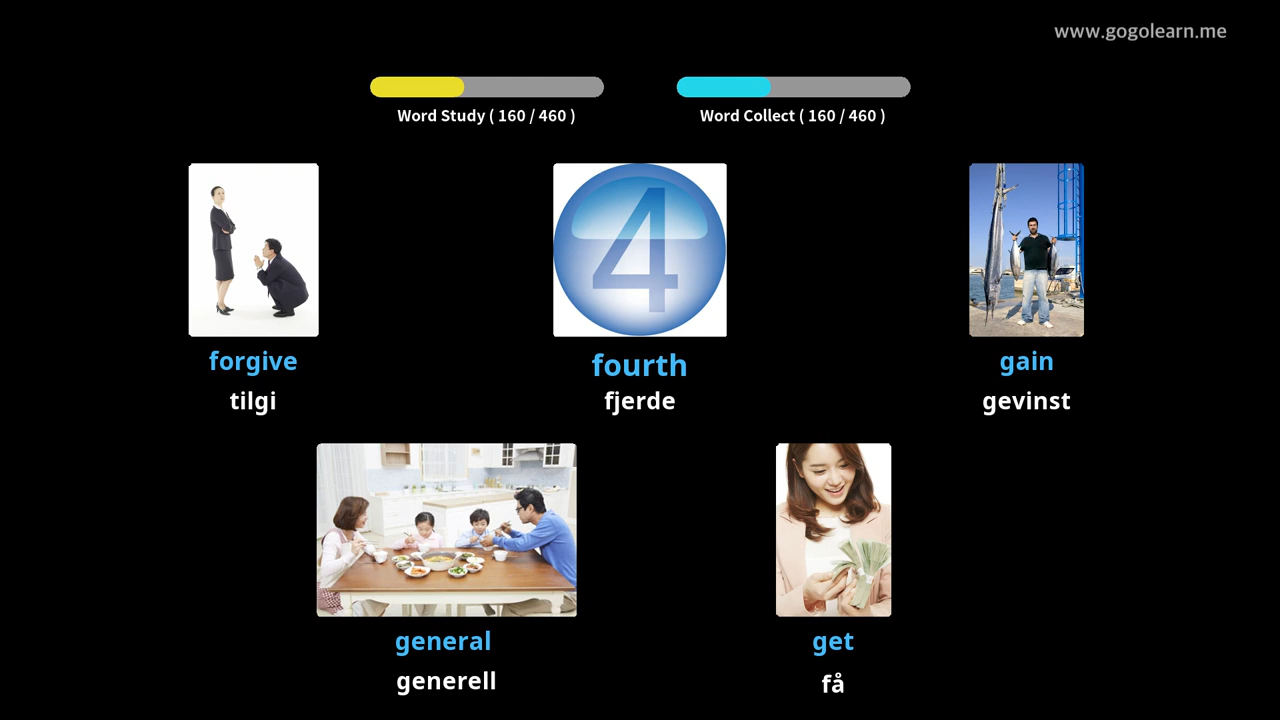 www.gogolearn.me
Word Study ( 160 / 460 )
Word Collect ( 160 / 460 )
4
forgive
tilgi
fourth
fjerde
gain
gevinst
general
generell
get
få